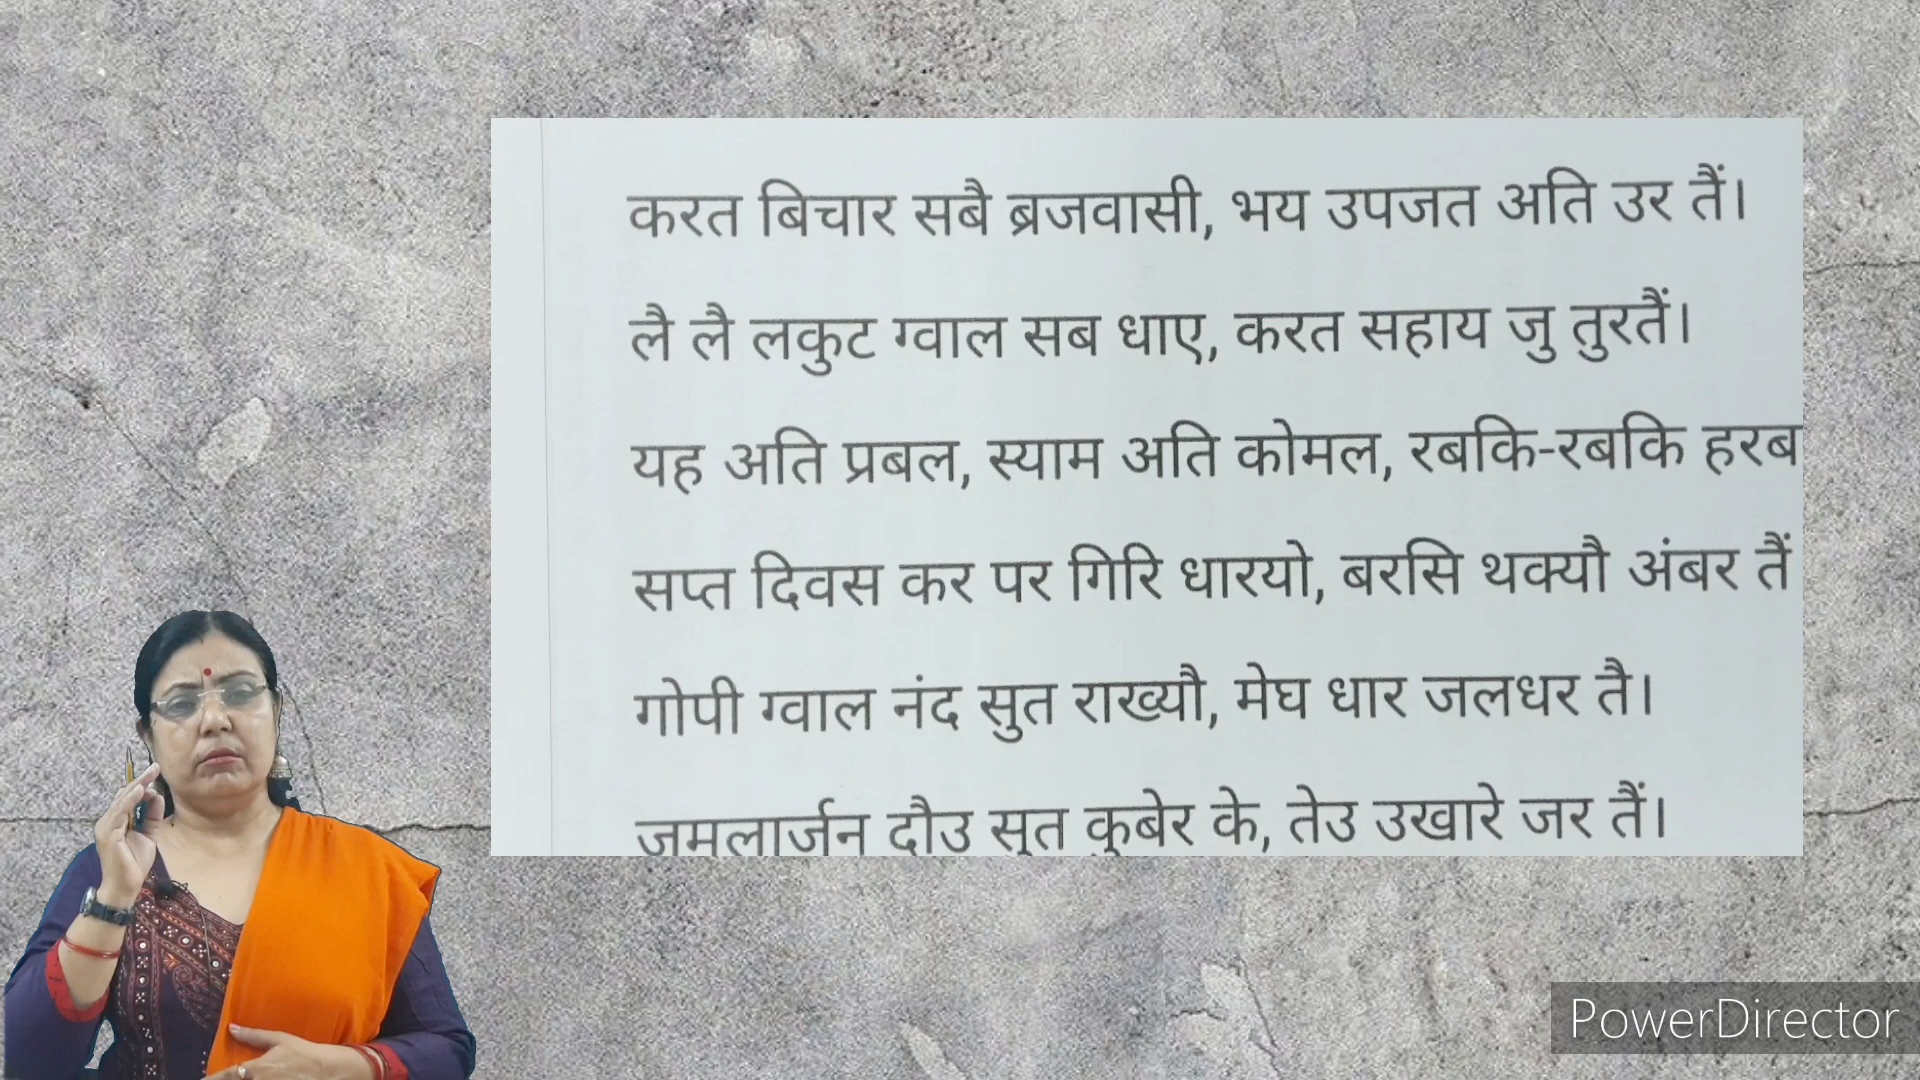 करत बिचार सबै ब्रजवासी, भय उपजत अति उर तैं।
लै लै लकुट ग्वाल सब धाए, करत सहाय जु तुरतैं।
यह अति प्रबल, स्याम अति कोमल, रबकि-रबकि हरब
सप्त दिवस कर पर गिरि धारयो, बरसि थक्यौ अंबर तैं
गोपी ग्वाल नंद सुत राख्यौ, मेघ धार जलधर तै।
जमलार्जन दौउ सुत कुबेर के, तेउ उखारे जर तैं।
PowerDirector